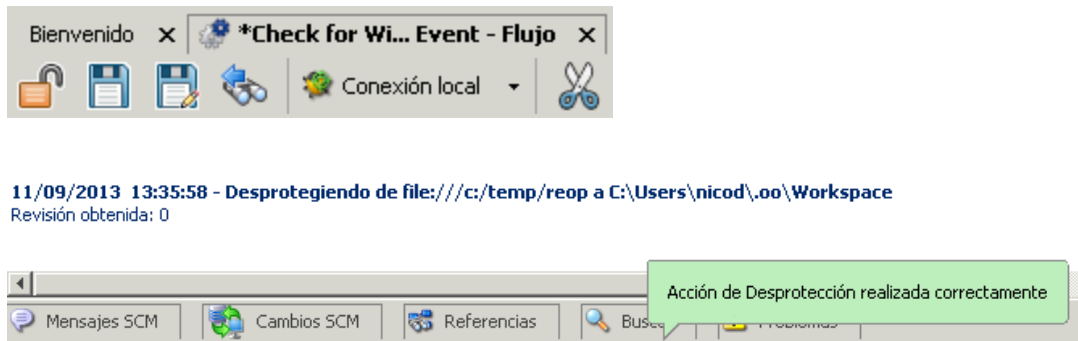 Bienvenido
*Check for Wi... Event - Flujo
Conexión local
11/09/2013 13:35:58 - Desprotegiendo de file:///c:/temp/reop a C:\Users\nicod\.oo\Workspace
Revisión obtenida: 0
Acción de Desprotección realizada correctamente
Mensajes SCM
Cambios SCM
Referencias